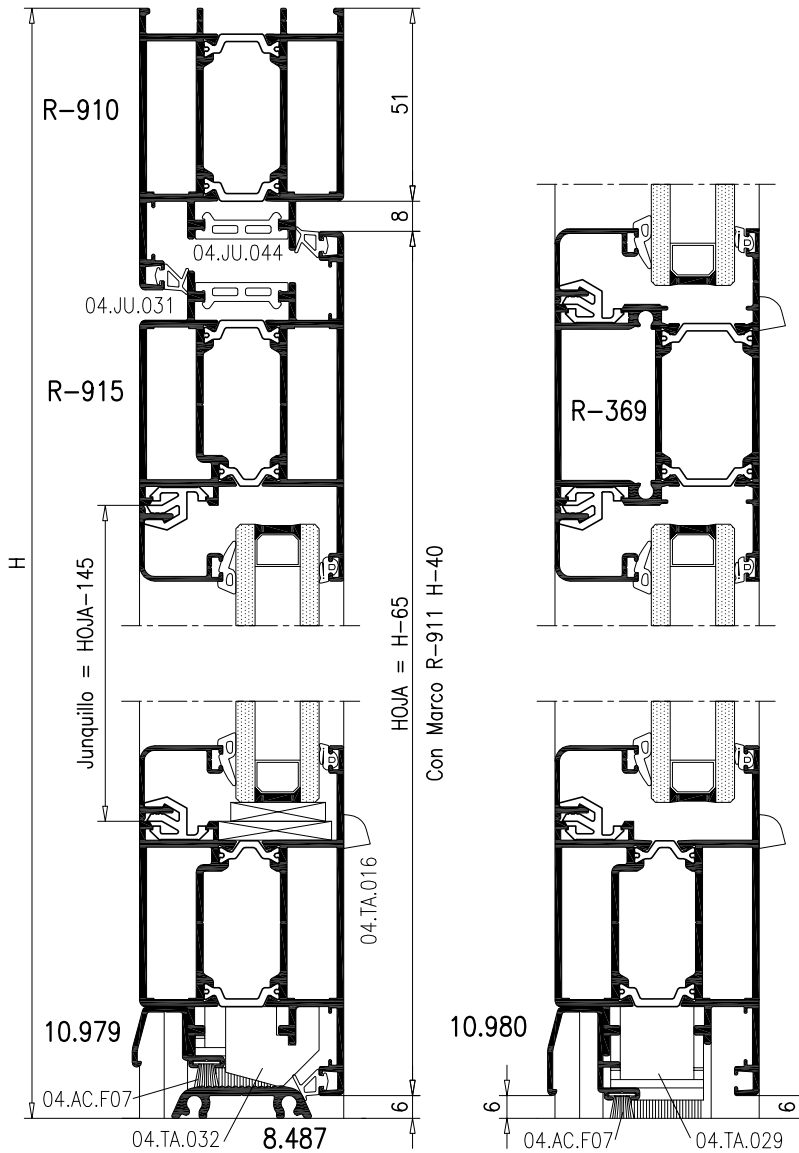 R-910
51
8
04.JU.044
04.JU.031
R-915
R-369
H
Junquillo = HOJA-145
HOJA = H-65
Con Marco R-911 H-40
04.TA.016
10.979
10.980
04.AC.F07
6
6
6
04.TA.032
8.487
04.AC.F07
04.TA.029